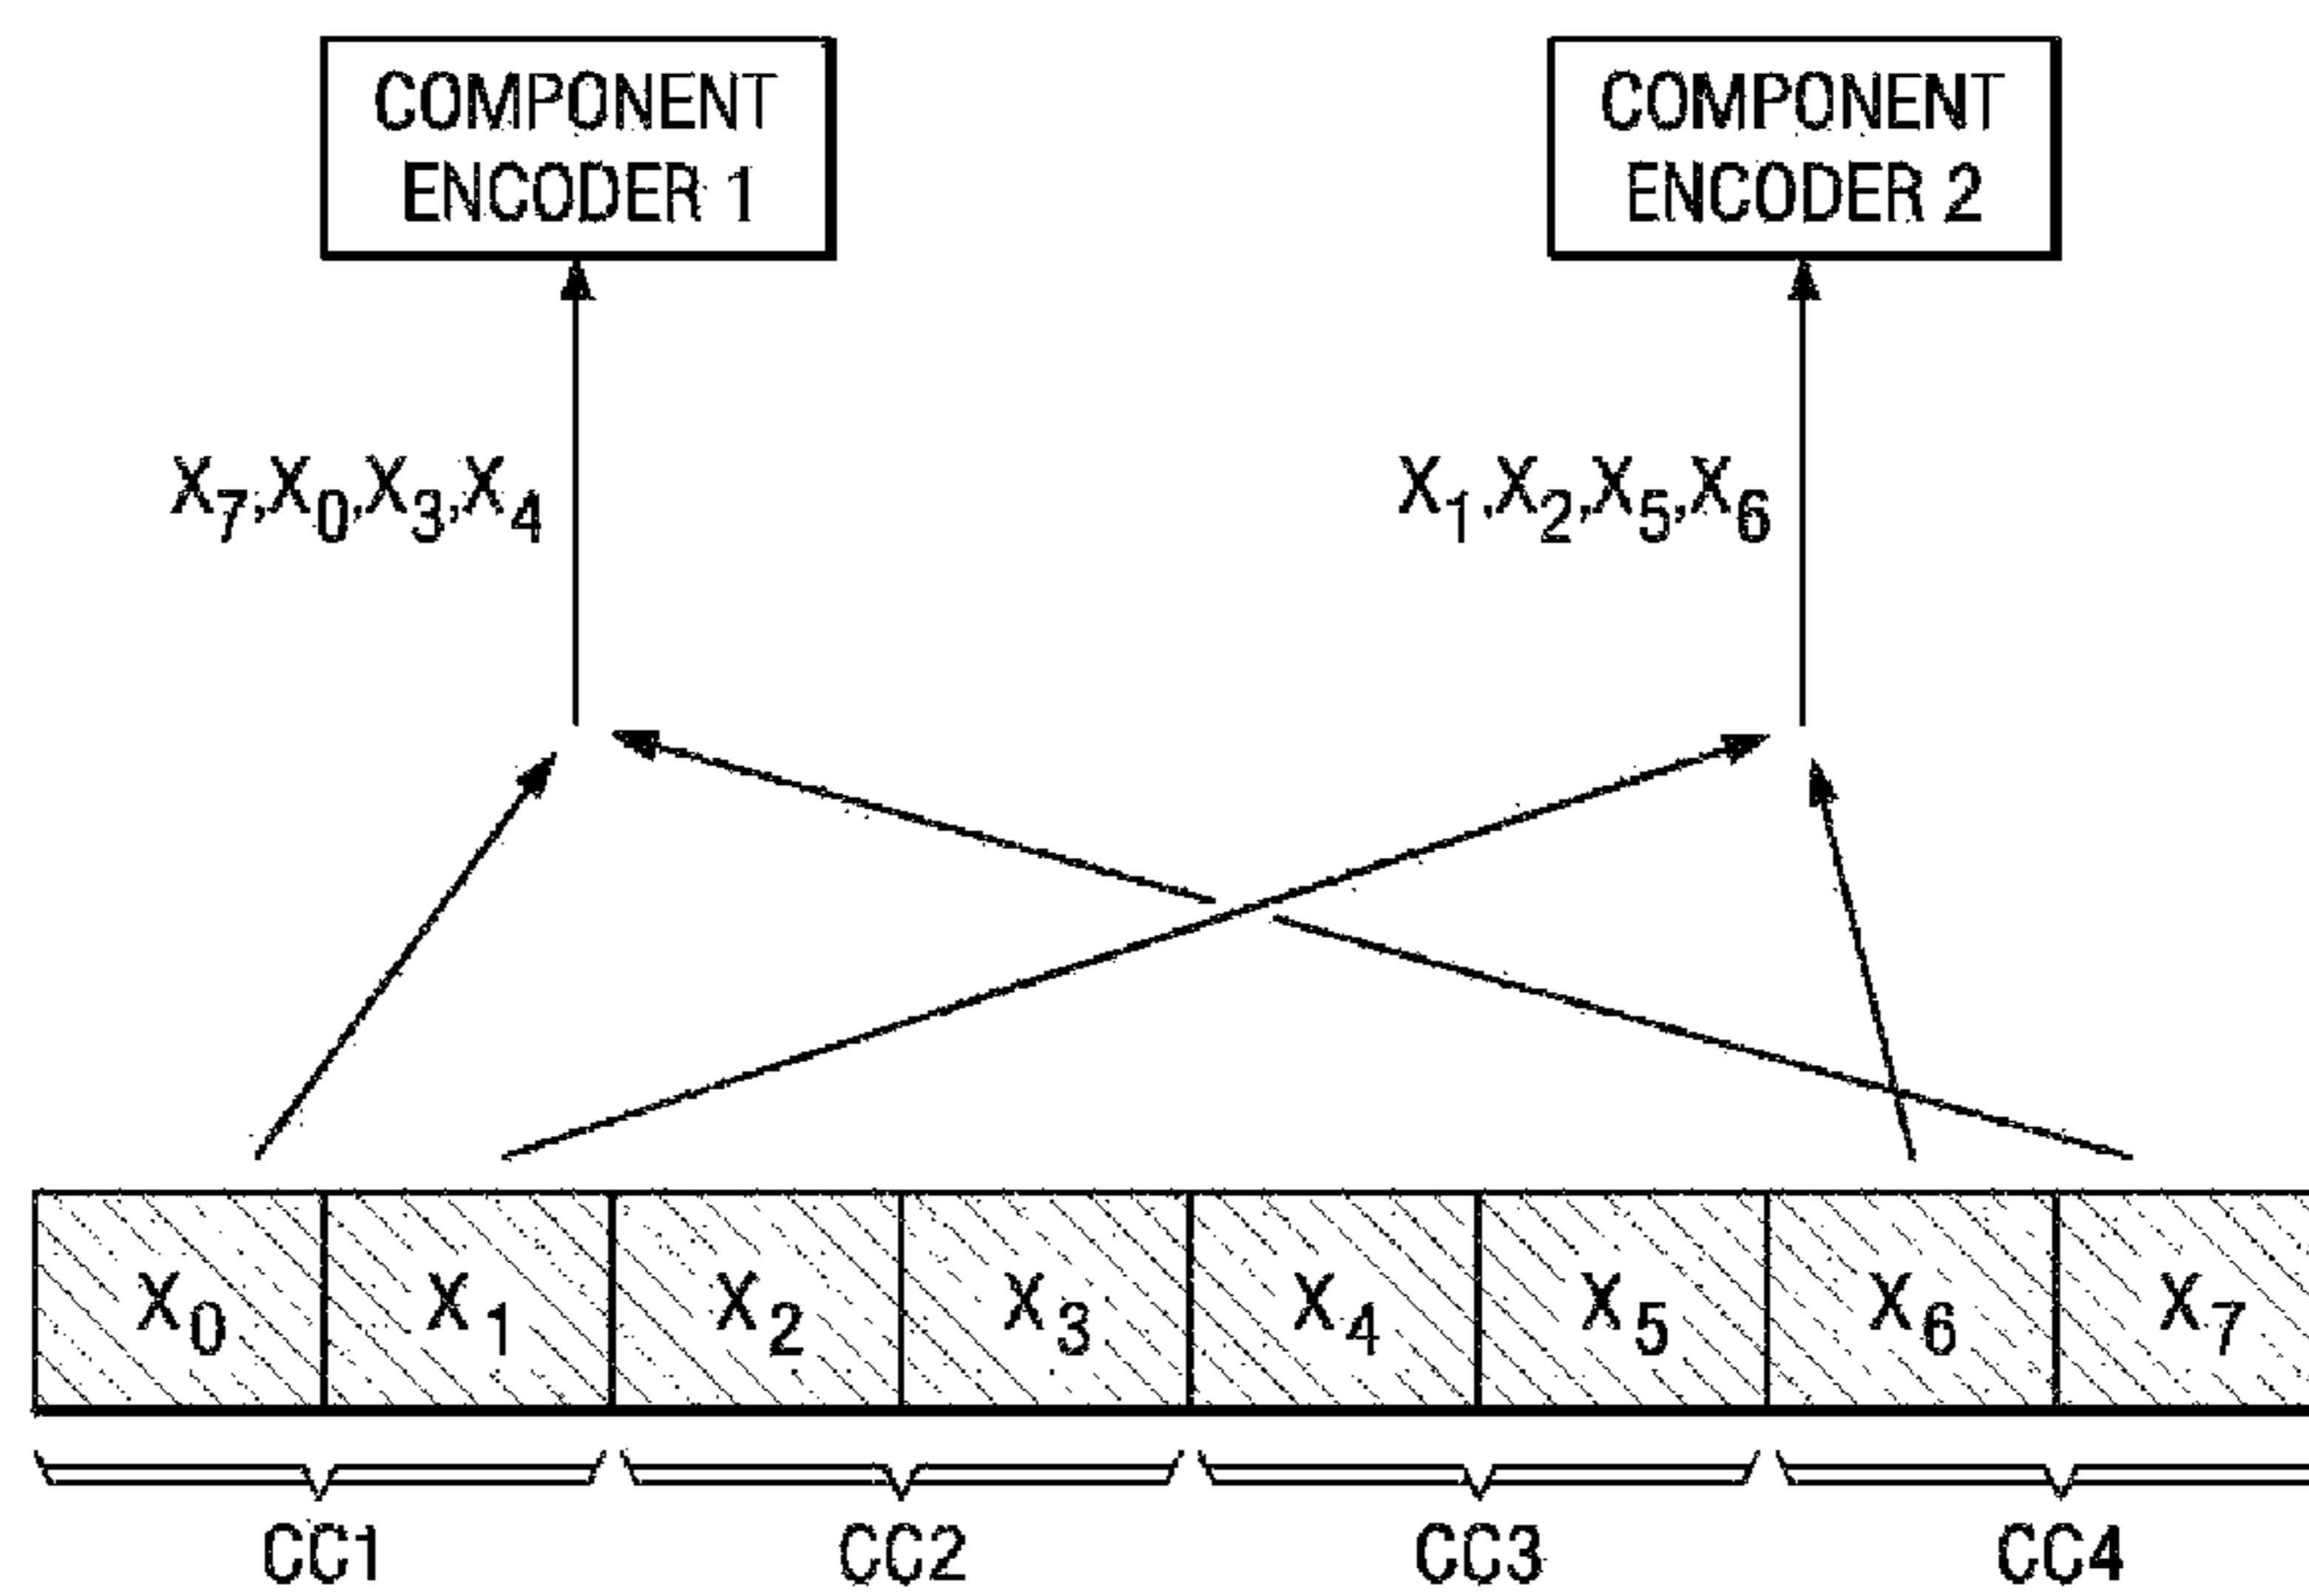 COMPONENT
ENCODER 1
COMPONENT
ENCODER 2
X₇,X₀,X₃,X₄
X₁,X₂,X₅,X₆
X₀ X₁ X₂ X₃ X₄ X₅ X₆ X₇
CC1 CC2 CC3 CC4